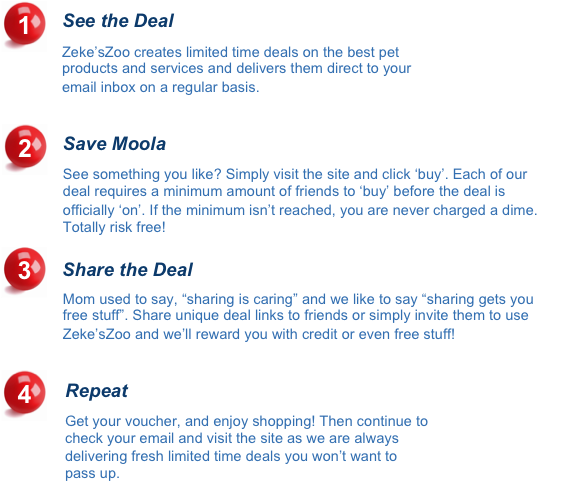 1 See the Deal
Zeke’sZoo creates limited time deals on the best pet
products and services and delivers them direct to your
email inbox on a regular basis.
2 Save Moola
See something you like? Simply visit the site and click ‘buy’. Each of our
deal requires a minimum amount of friends to ‘buy’ before the deal is
officially ‘on’. If the minimum isn’t reached, you are never charged a dime.
Totally risk free!
3 Share the Deal
Mom used to say, “sharing is caring” and we like to say “sharing gets you
free stuff”. Share unique deal links to friends or simply invite them to use
Zeke’sZoo and we’ll reward you with credit or even free stuff!
4 Repeat
Get your voucher, and enjoy shopping! Then continue to
check your email and visit the site as we are always
delivering fresh limited time deals you won’t want to
pass up.